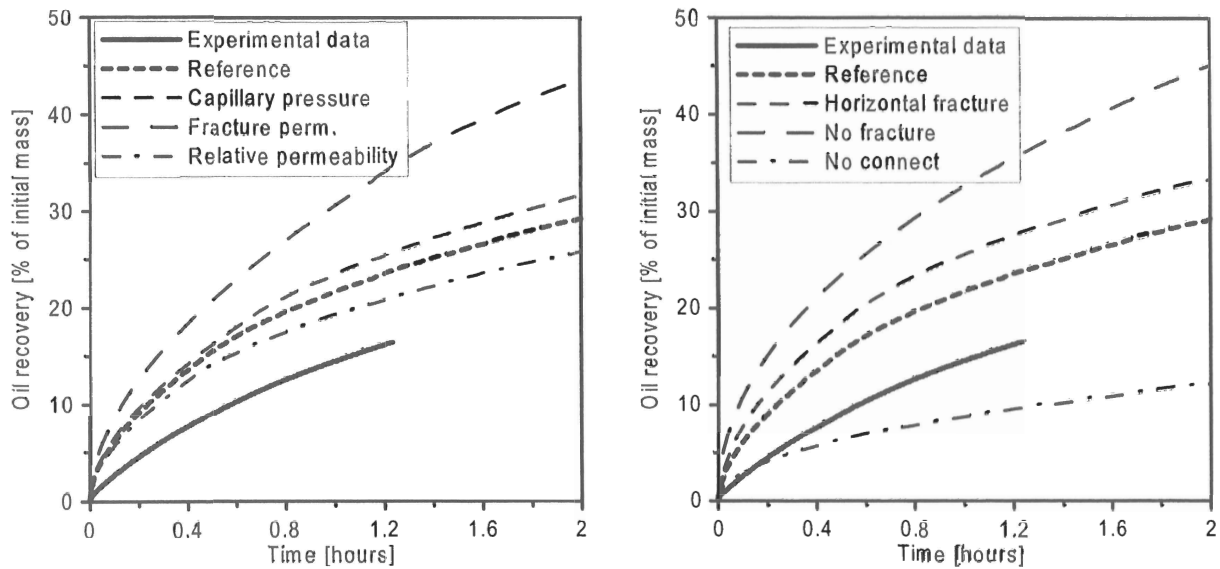 50
40
30
20
10
0
Oil recovery [% of initial mass]
Experimental data
Reference
Capillary pressure
Fracture perm.
Relative permeability
0 0.4 0.8 1.2 1.6 2
Time [hours]
50
40
30
20
10
0
Oil recovery [% of initial mass]
Experimental data
Reference
Horizontal fracture
No fracture
No connect
0 0.4 0.8 1.2 1.6 2
Time [hours]